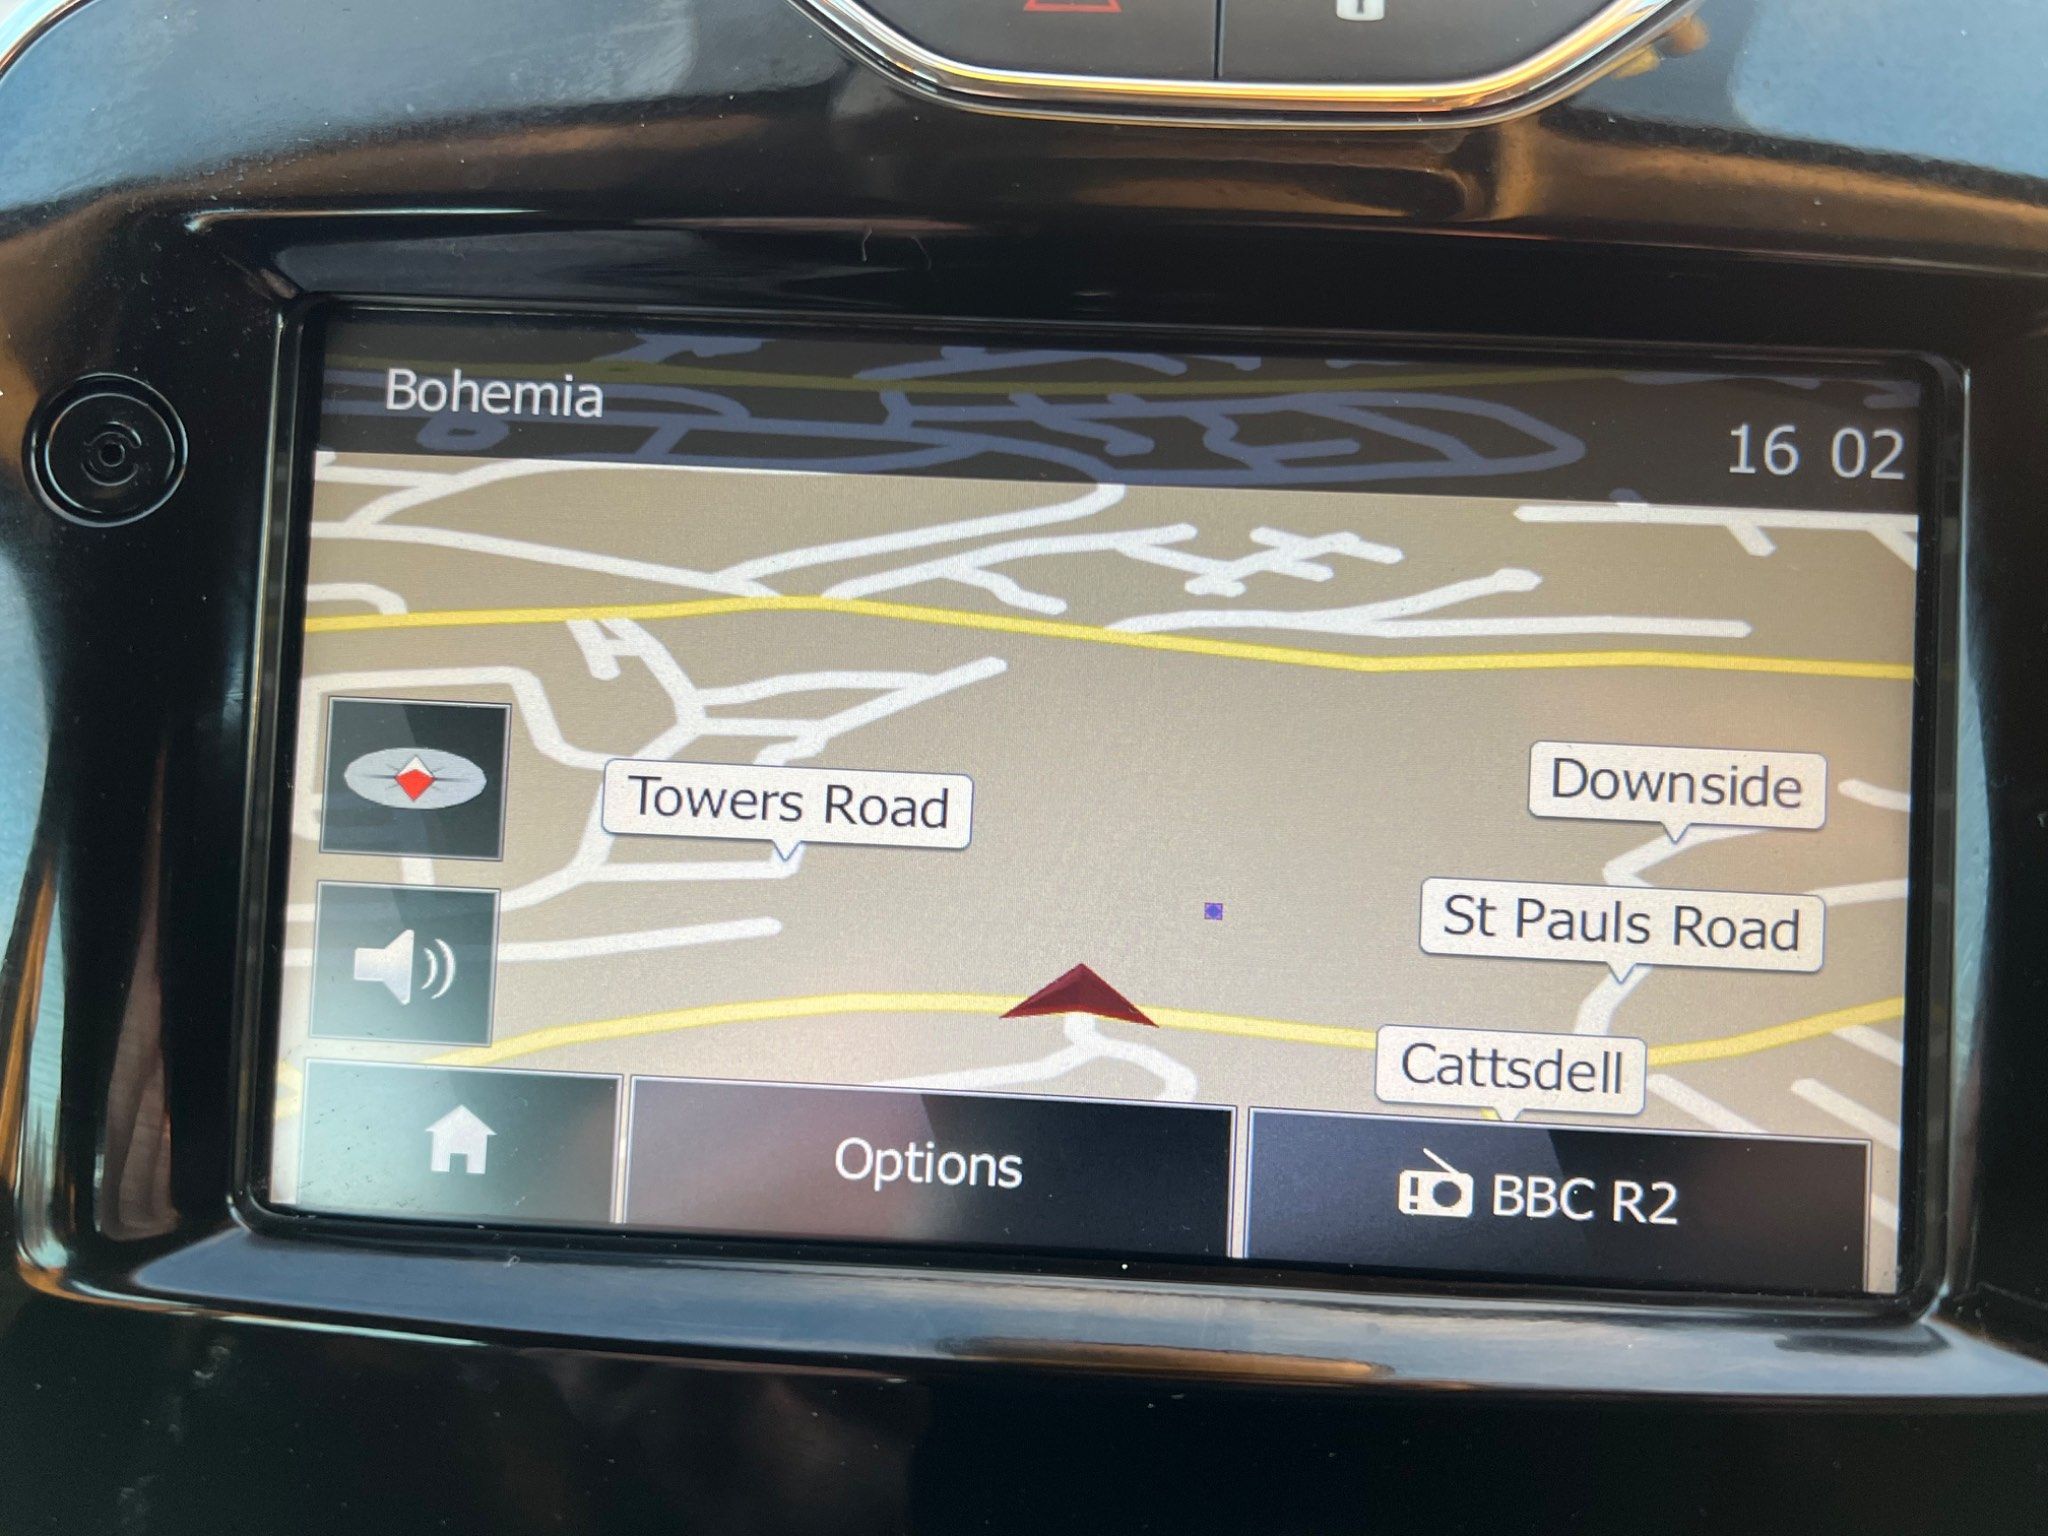 Bohemia
16 02
Towers Road
Downside
St Pauls Road
Cattsdell
Options
BBC R2